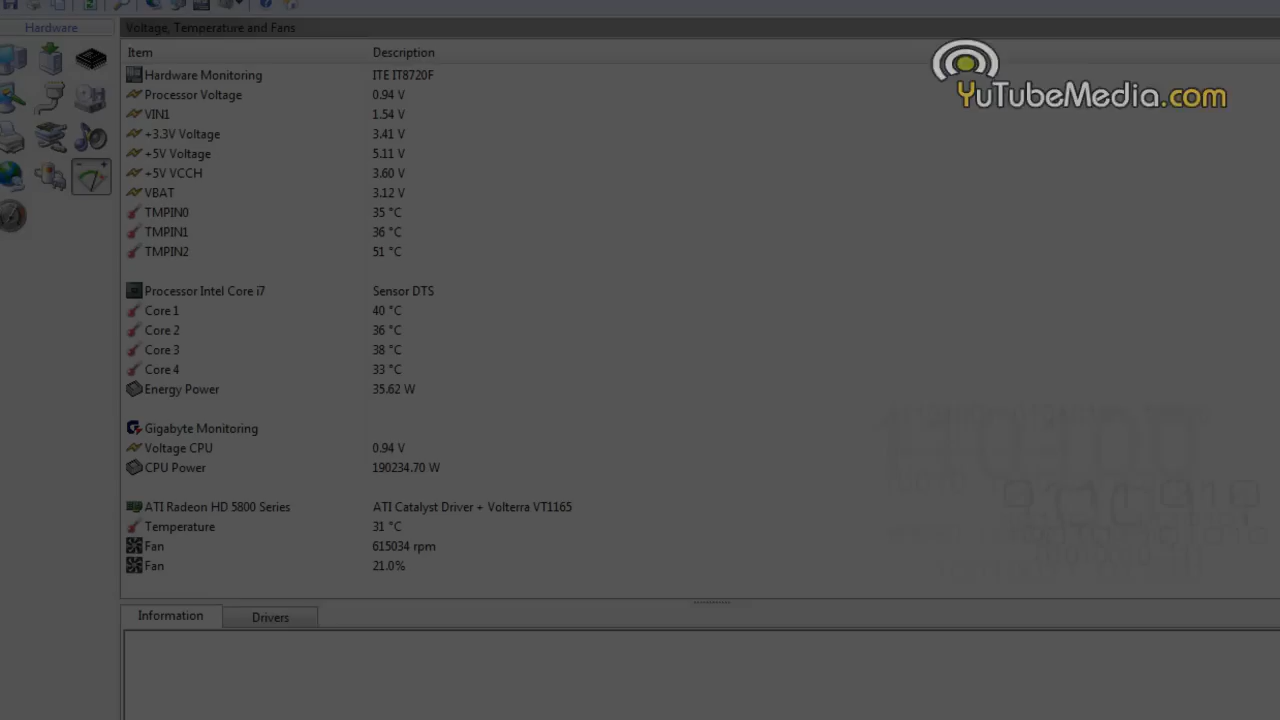 Hardware
Voltage, Temperature and Fans
Item Description
Hardware Monitoring ITE IT8720F
Processor Voltage 0.94 V
VIN1 1.54 V
+3.3V Voltage 3.41 V
+5V Voltage 5.11 V
+5V VCCH 3.60 V
VBAT 3.12 V
TMPIN0 35 °C
TMPIN1 36 °C
TMPIN2 51 °C
Processor Intel Core i7 Sensor DTS
Core 1 40 °C
Core 2 36 °C
Core 3 38 °C
Core 4 33 °C
Energy Power 35.62 W
Gigabyte Monitoring
Voltage CPU 0.94 V
CPU Power 190234.70 W
ATI Radeon HD 5800 Series ATI Catalyst Driver + Volterra VT1165
Temperature 31 °C
Fan 615034 rpm
Fan 21.0%
Information Drivers
YuTubeMedia.com